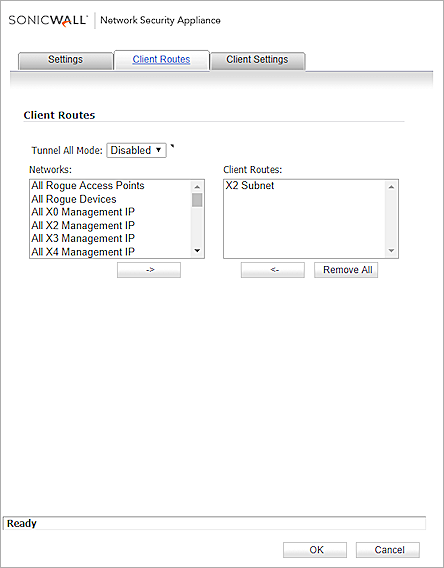 SONICWALL | Network Security Appliance
Settings Client Routes Client Settings
Client Routes
Tunnel All Mode: Disabled ▼ *
Networks: Client Routes:
All Rogue Access Points X2 Subnet
All Rogue Devices
All X0 Management IP
All X2 Management IP
All X3 Management IP
All X4 Management IP
-> <- Remove All
Ready
OK Cancel